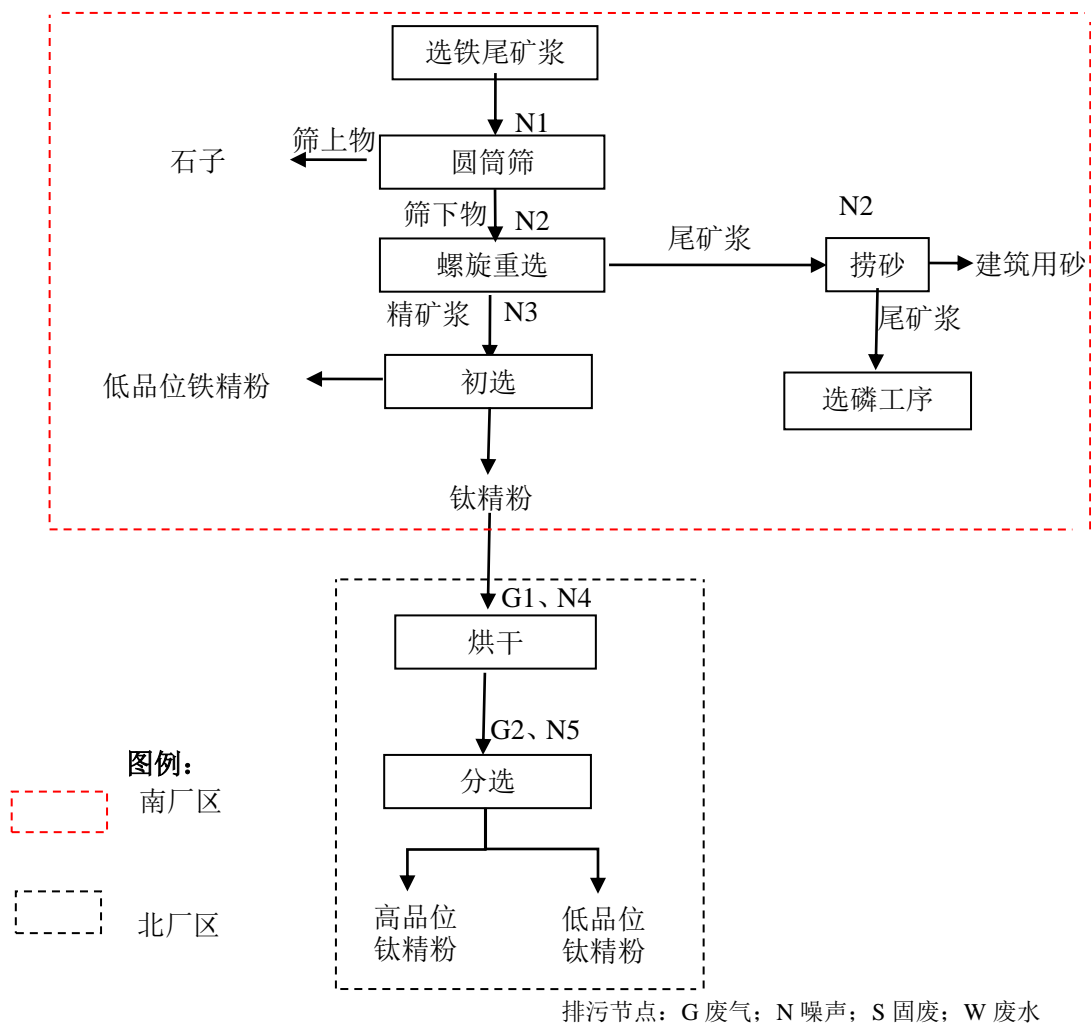 选铁尾矿浆
N1
筛上物
石子
圆筒筛
筛下物
N2
N2
尾矿浆
螺旋重选
捞砂
建筑用砂
精矿浆
N3
尾矿浆
低品位铁精粉
初选
选磷工序
钛精粉
G1、N4
烘干
G2、N5
图例：
分选
南厂区
高品位
钛精粉
低品位
钛精粉
北厂区
排污节点：G 废气；N 噪声；S 固废；W 废水